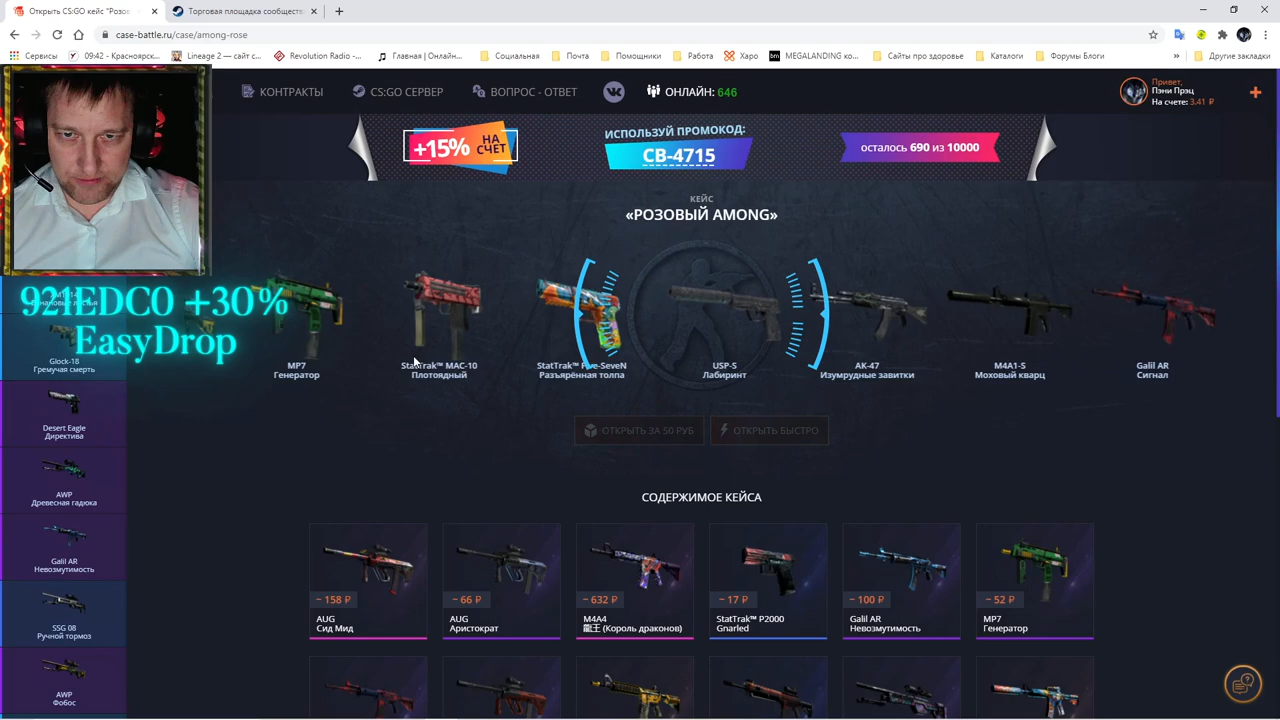 Открыть CS:GO кейс "Розов
Торговая площадка сообществ
case-battle.ru/case/among-rose
Сервисы
09:42 - Красноярск...
Lineage 2 — сайт с...
Revolution Radio -...
Главная | Онлайн...
Социальная
Почта
Помощники
Работа
Харо
MEGALANDING ко...
Сайты про здоровье
Каталоги
Форумы Блоги
»
Другие закладки
КОНТРАКТЫ
CS:GO СЕРВЕР
ВОПРОС - ОТВЕТ
ОНЛАЙН: 646
Привет,
Пэни Прэц
На счете: 3.41 ₽
+15% НА СЧЕТ
ИСПОЛЬЗУЙ ПРОМОКОД:
CB-4715
осталось 690 из 10000
КЕЙС
«РОЗОВЫЙ AMONG»
921EDC0 +30%
EasyDrop
MP7
Генератор
StatTrak™ MAC-10
Плотоядный
StatTrak™ Five-SeveN
Разъярённая толпа
USP-S
Лабиринт
AK-47
Изумрудные завитки
M4A1-S
Моховый кварц
Galil AR
Сигнал
ОТКРЫТЬ ЗА 50 РУБ
ОТКРЫТЬ БЫСТРО
Glock-18
Гремучая смерть
Desert Eagle
Директива
AWP
Древесная гадюка
Galil AR
Невозмутимость
SSG 08
Ручной тормоз
AWP
Фобос
СОДЕРЖИМОЕ КЕЙСА
~ 158 ₽
AUG
Сид Мид
~ 66 ₽
AUG
Аристократ
~ 632 ₽
M4A4
龍王 (Король драконов)
~ 17 ₽
StatTrak™ P2000
Gnarled
~ 100 ₽
Galil AR
Невозмутимость
~ 52 ₽
MP7
Генератор